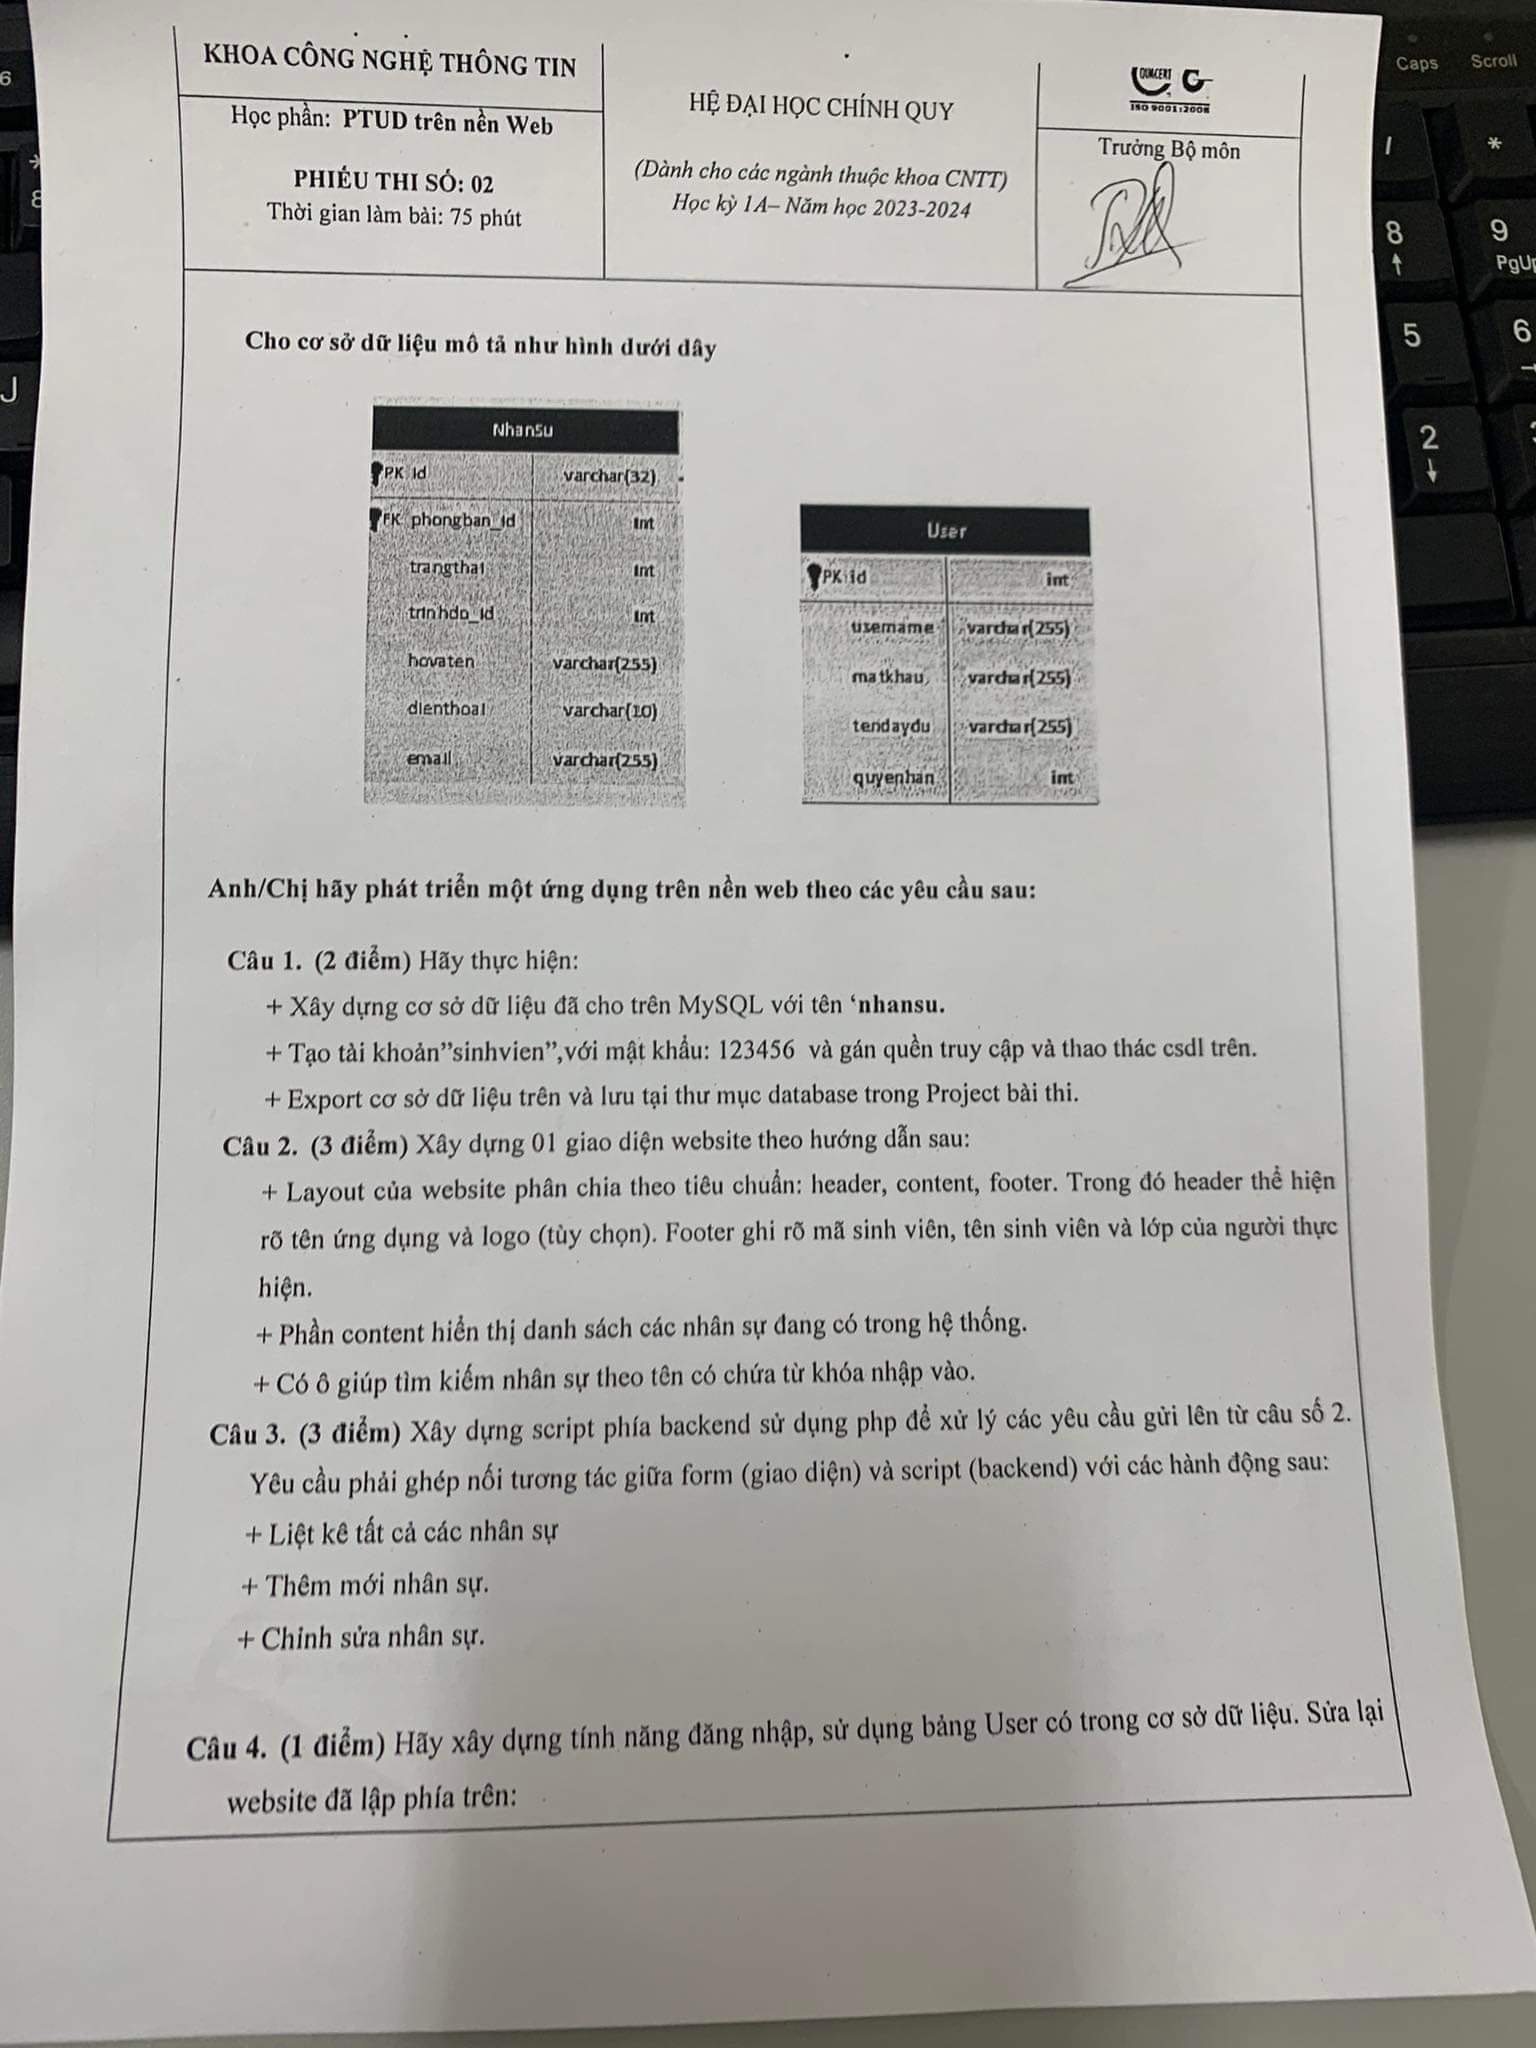 KHOA CÔNG NGHỆ THÔNG TIN
Học phần: PTUD trên nền Web
PHIẾU THI SỐ: 02
Thời gian làm bài: 75 phút
HỆ ĐẠI HỌC CHÍNH QUY
(Dành cho các ngành thuộc khoa CNTT)
Học kỳ 1A– Năm học 2023-2024
QUACERT
ISO 9001:2008
Trưởng Bộ môn
Cho cơ sở dữ liệu mô tả như hình dưới dây
NhanSu
PK id varchar(32)
FK phongban_id int
trangthai int
trinhdo_id int
hovaten varchar(255)
dienthoai varchar(10)
email varchar(255)
User
PK id int
username varchar(255)
matkhau varchar(255)
tendaydu varchar(255)
quyenhan int
Anh/Chị hãy phát triển một ứng dụng trên nền web theo các yêu cầu sau:
Câu 1. (2 điểm) Hãy thực hiện:
+ Xây dựng cơ sở dữ liệu đã cho trên MySQL với tên ‘nhansu.
+ Tạo tài khoản”sinhvien”,với mật khẩu: 123456 và gán quền truy cập và thao thác csdl trên.
+ Export cơ sở dữ liệu trên và lưu tại thư mục database trong Project bài thi.
Câu 2. (3 điểm) Xây dựng 01 giao diện website theo hướng dẫn sau:
+ Layout của website phân chia theo tiêu chuẩn: header, content, footer. Trong đó header thể hiện
rõ tên ứng dụng và logo (tùy chọn). Footer ghi rõ mã sinh viên, tên sinh viên và lớp của người thực
hiện.
+ Phần content hiển thị danh sách các nhân sự đang có trong hệ thống.
+ Có ô giúp tìm kiếm nhân sự theo tên có chứa từ khóa nhập vào.
Câu 3. (3 điểm) Xây dựng script phía backend sử dụng php để xử lý các yêu cầu gửi lên từ câu số 2.
Yêu cầu phải ghép nối tương tác giữa form (giao diện) và script (backend) với các hành động sau:
+ Liệt kê tất cả các nhân sự
+ Thêm mới nhân sự.
+ Chỉnh sửa nhân sự.
Câu 4. (1 điểm) Hãy xây dựng tính năng đăng nhập, sử dụng bảng User có trong cơ sở dữ liệu. Sửa lại
website đã lập phía trên:
Caps
Scroll
6
*
8
J
/
*
8
9
PgUp
5
6
2